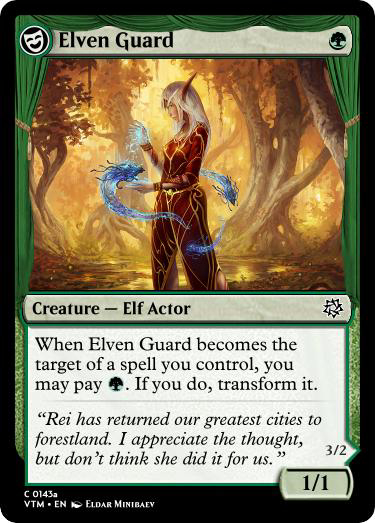 Elven Guard
Creature — Elf Actor
When Elven Guard becomes the
target of a spell you control, you
may pay . If you do, transform it.
“Rei has returned our greatest cities to
forestland. I appreciate the thought,
but don’t think she did it for us.”
3/2
1/1
C 0143a
VTM • EN Eldar Minibaev